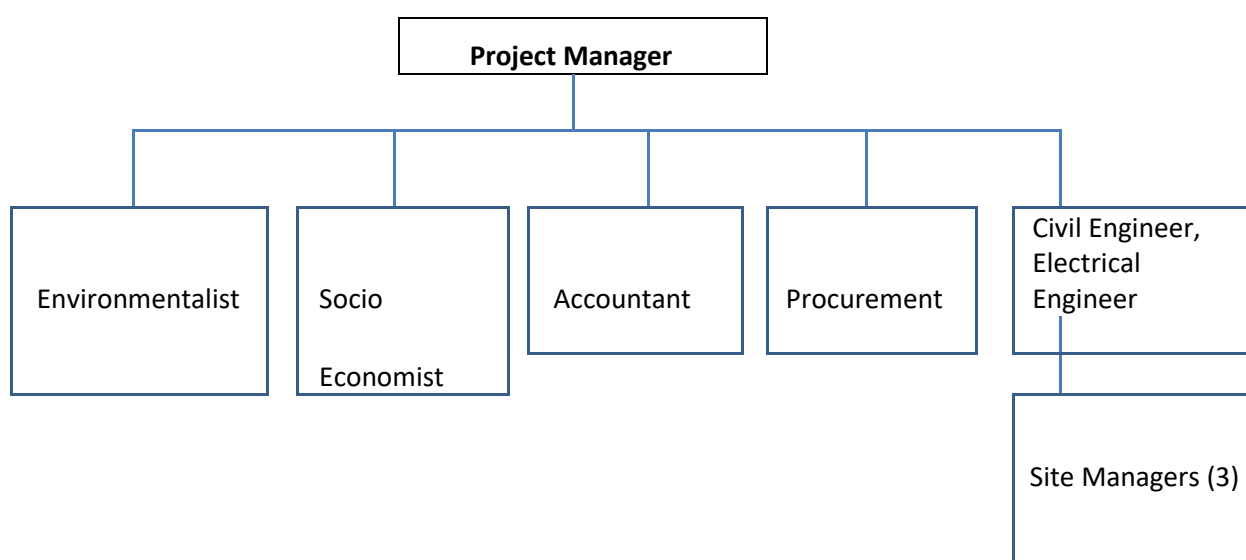 Project Manager
Environmentalist
Socio
Economist
Accountant
Procurement
Civil Engineer,
Electrical
Engineer
Site Managers (3)